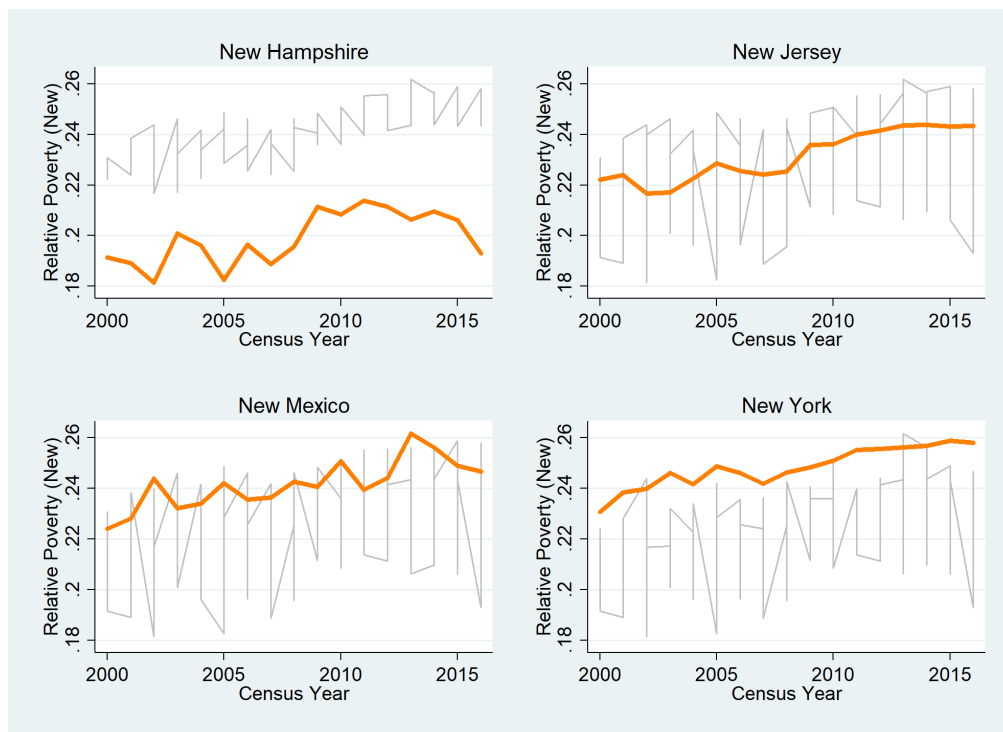 New Hampshire
Relative Poverty (New)
.26
.24
.22
.2
.18
2000 2005 2010 2015
Census Year
New Jersey
Relative Poverty (New)
.26
.24
.22
.2
.18
2000 2005 2010 2015
Census Year
New Mexico
Relative Poverty (New)
.26
.24
.22
.2
.18
2000 2005 2010 2015
Census Year
New York
Relative Poverty (New)
.26
.24
.22
.2
.18
2000 2005 2010 2015
Census Year